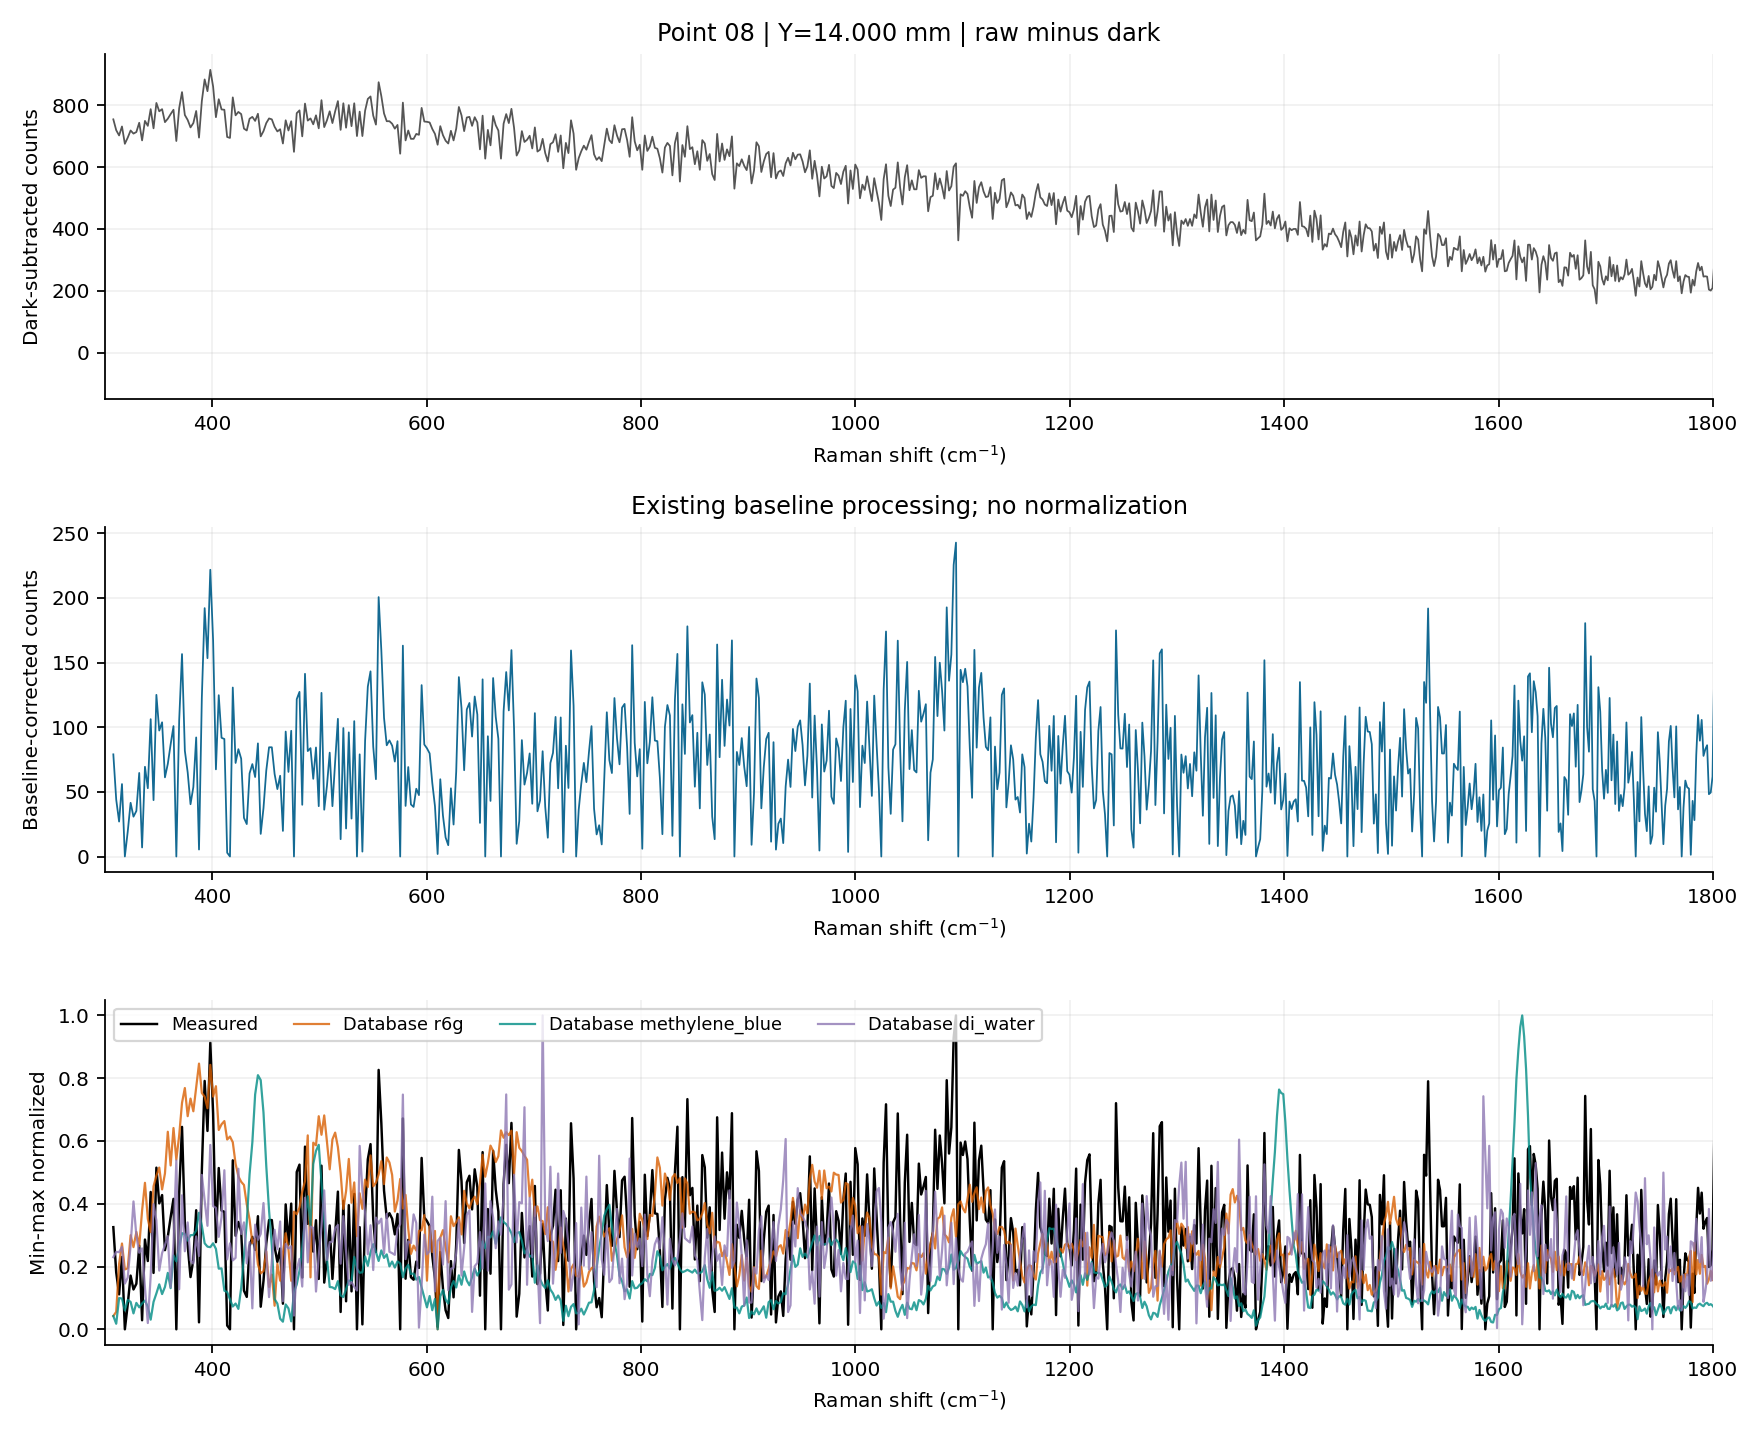 Point 08 | Y=14.000 mm | raw minus dark
Dark-subtracted counts
800
600
400
200
0
400 600 800 1000 1200 1400 1600 1800
Raman shift (cm⁻¹)
Existing baseline processing; no normalization
Baseline-corrected counts
250
200
150
100
50
0
400 600 800 1000 1200 1400 1600 1800
Raman shift (cm⁻¹)
Measured Database r6g Database methylene_blue Database di_water
Min-max normalized
1.0
0.8
0.6
0.4
0.2
0.0
400 600 800 1000 1200 1400 1600 1800
Raman shift (cm⁻¹)